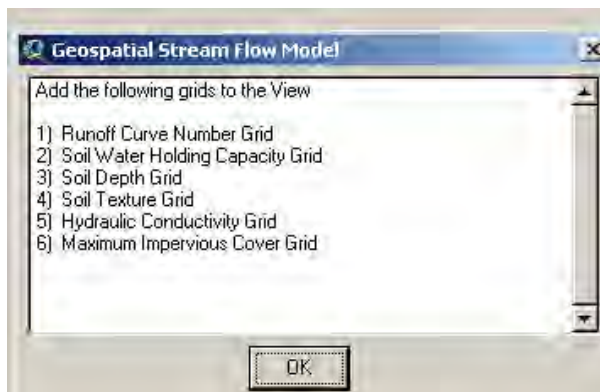 Geospatial Stream Flow Model
Add the following grids to the View
1) Runoff Curve Number Grid
2) Soil Water Holding Capacity Grid
3) Soil Depth Grid
4) Soil Texture Grid
5) Hydraulic Conductivity Grid
6) Maximum Impervious Cover Grid
OK